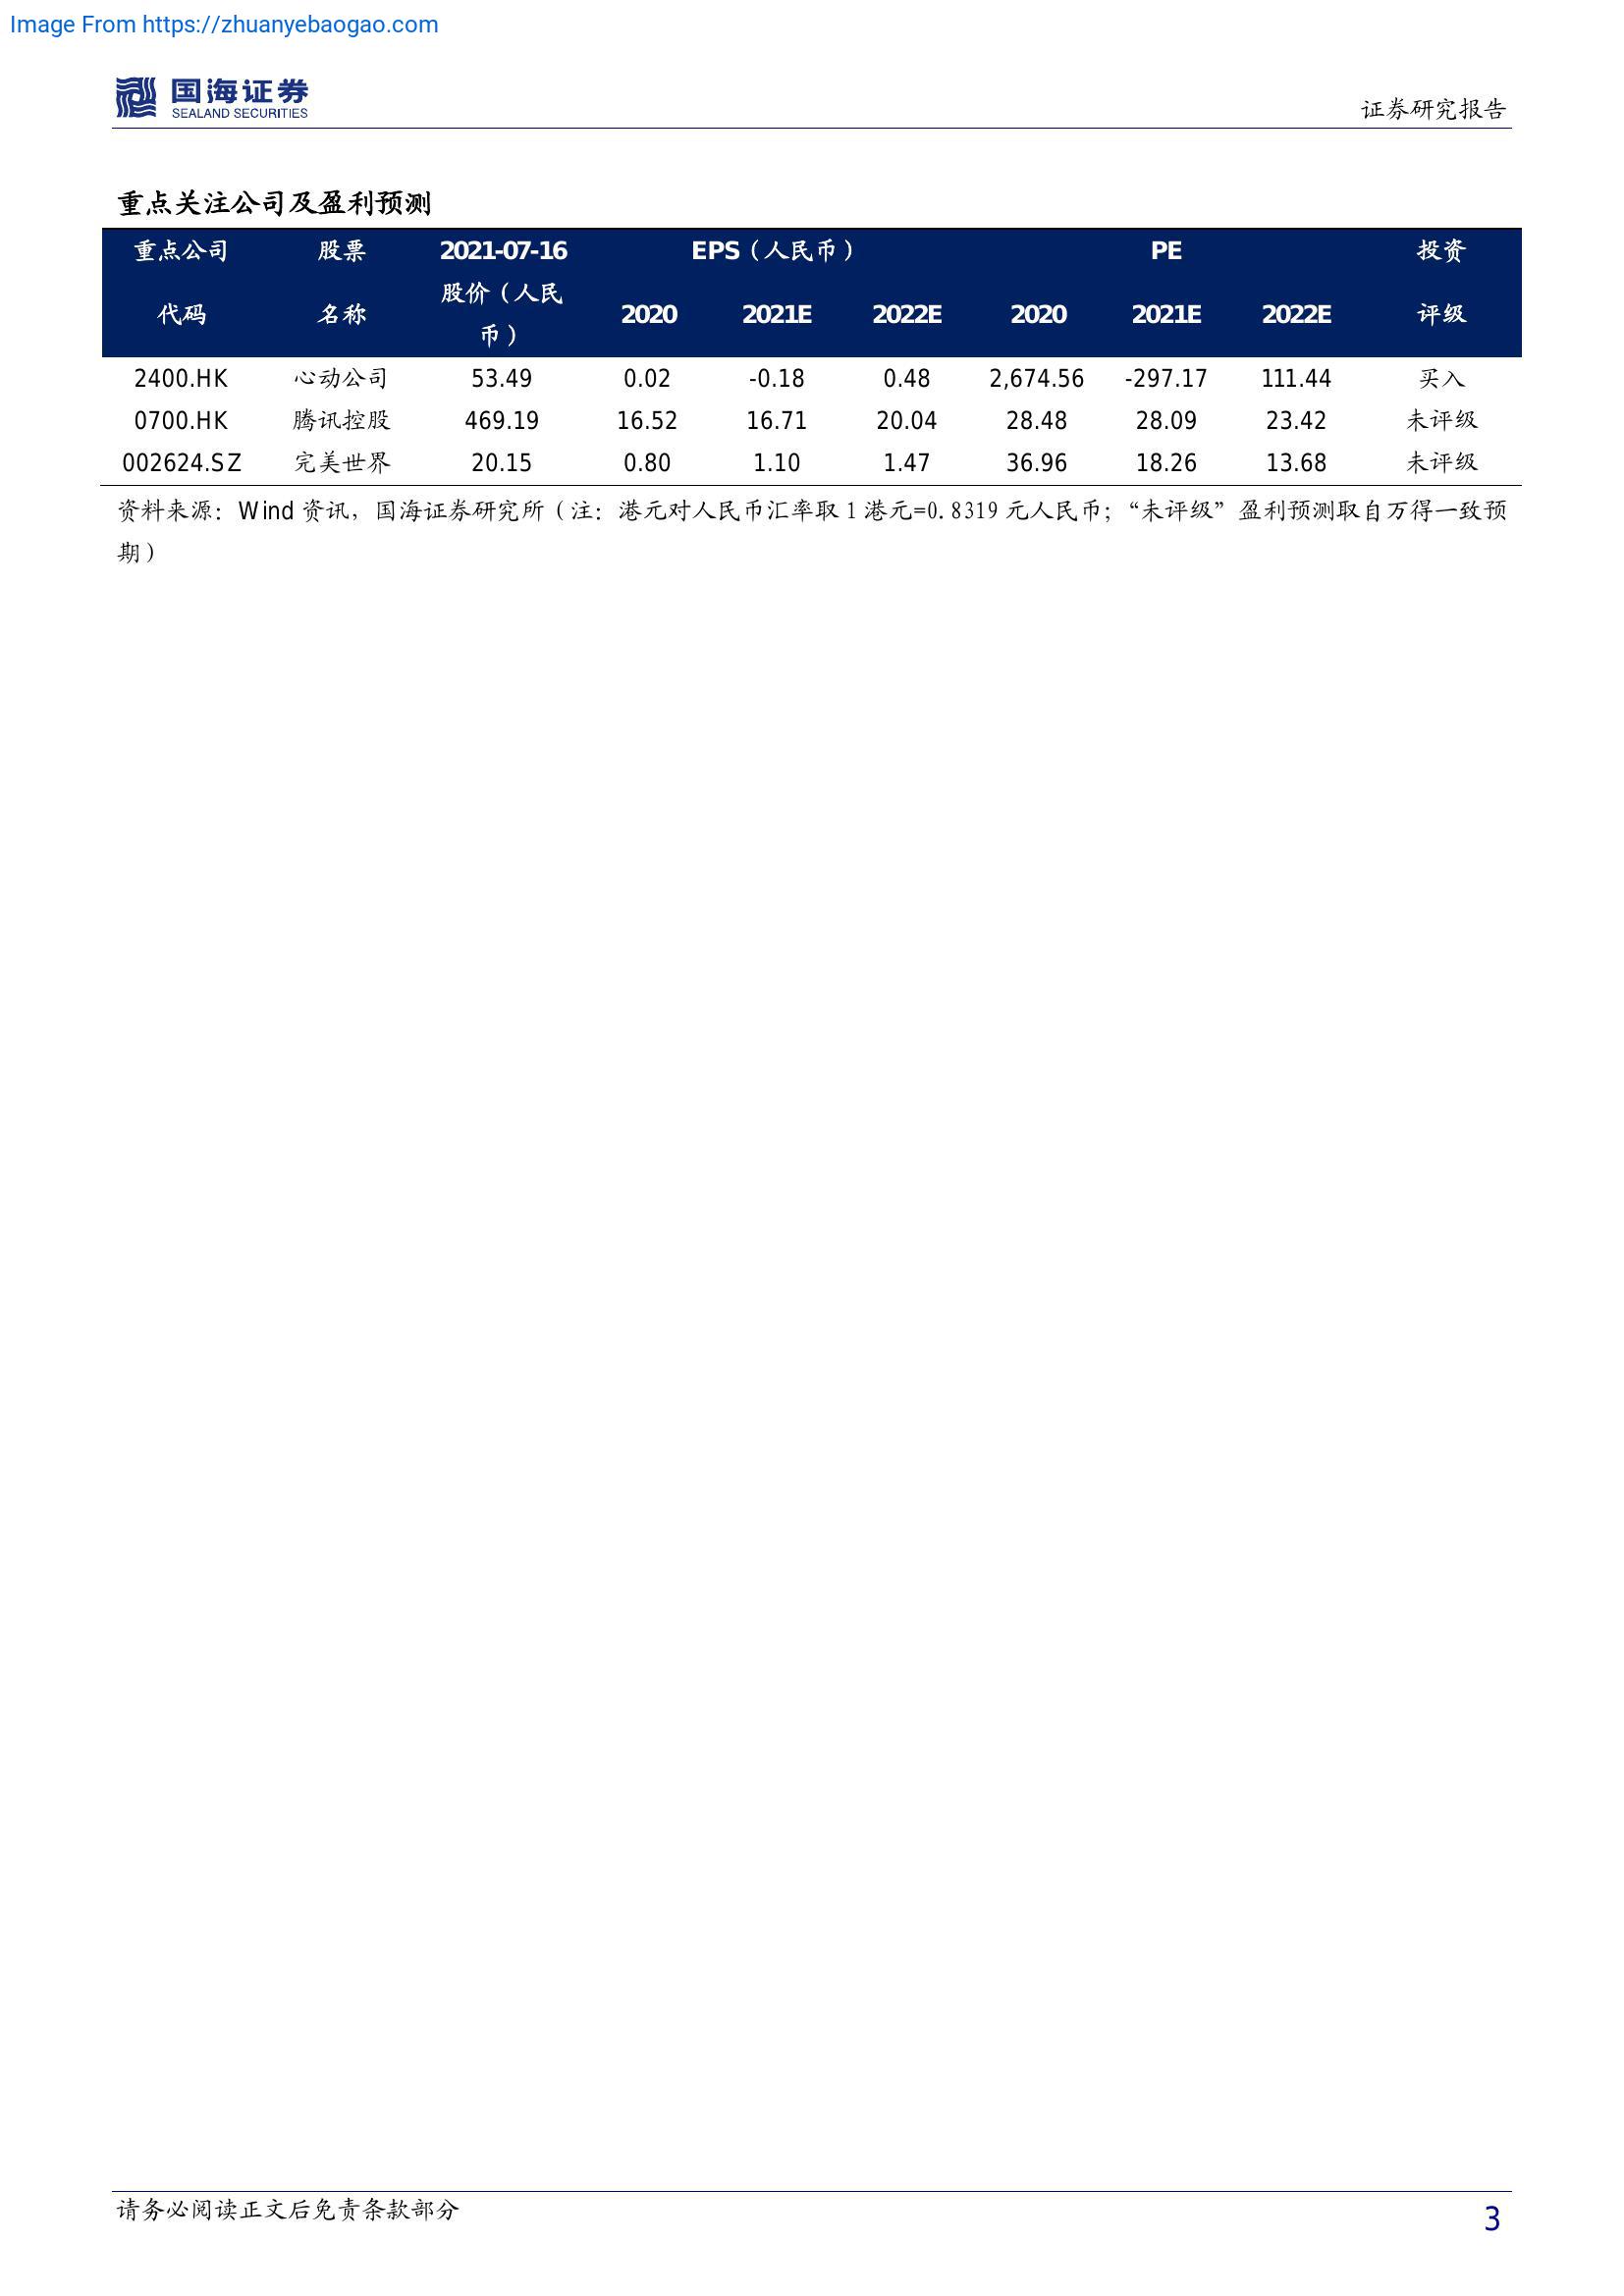 Image From https://zhuanyebaogao.com
国海证券
SEALAND SECURITIES
证券研究报告
重点关注公司及盈利预测
重点公司 股票 2021-07-16 EPS（人民币） PE 投资
代码 名称 股价（人民币） 2020 2021E 2022E 2020 2021E 2022E 评级
2400.HK 心动公司 53.49 0.02 -0.18 0.48 2,674.56 -297.17 111.44 买入
0700.HK 腾讯控股 469.19 16.52 16.71 20.04 28.48 28.09 23.42 未评级
002624.SZ 完美世界 20.15 0.80 1.10 1.47 36.96 18.26 13.68 未评级
资料来源：Wind 资讯，国海证券研究所（注：港元对人民币汇率取 1 港元=0.8319 元人民币；“未评级”盈利预测取自万得一致预
期）
请务必阅读正文后免责条款部分
3